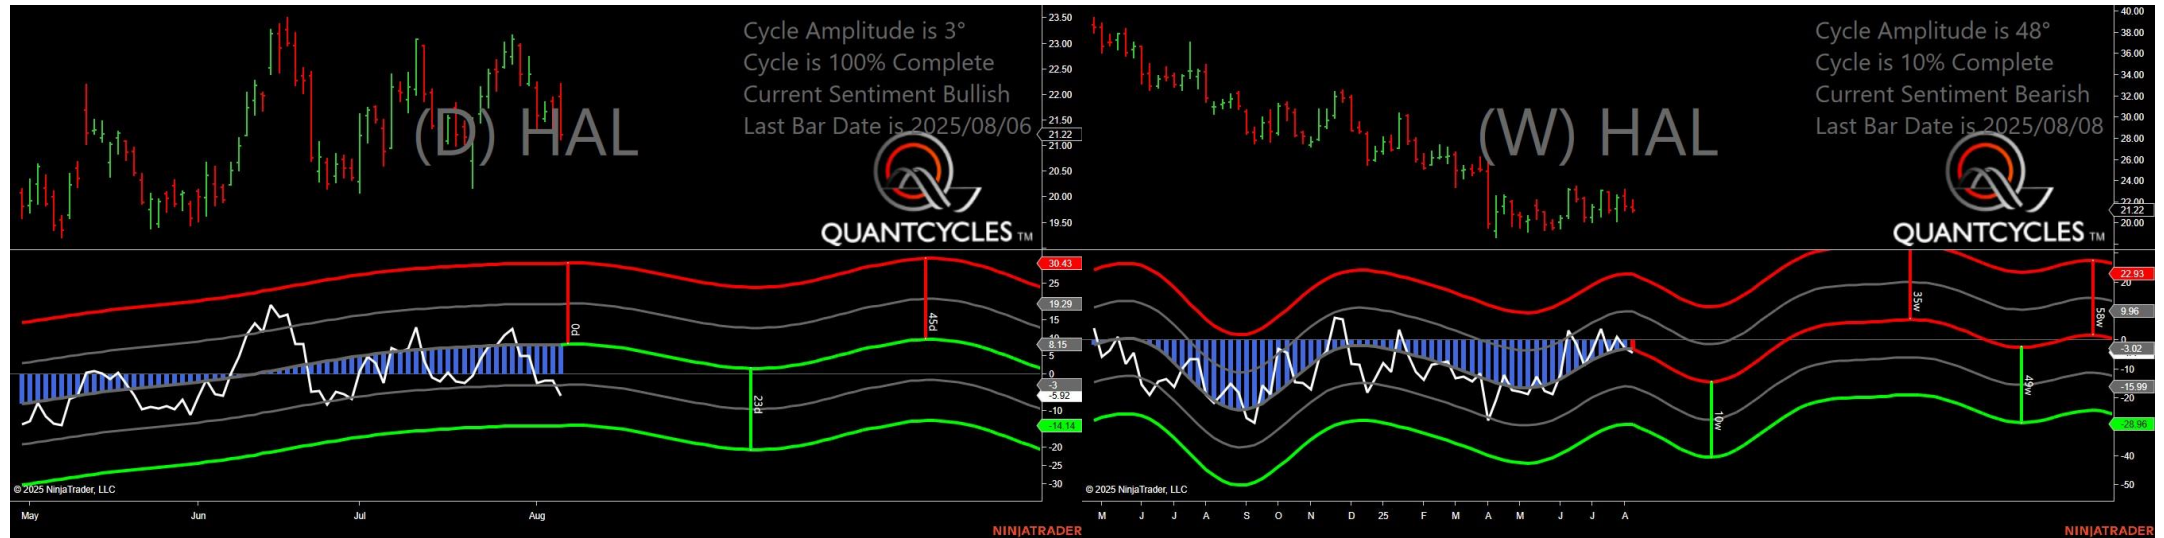 Cycle Amplitude is 3°
Cycle is 100% Complete
Current Sentiment Bullish
Last Bar Date is 2025/08/06
(D) HAL
QUANTCYCLES TM
23.50
23.00
22.50
22.00
21.50
21.22
21.00
20.50
20.00
19.50
30.43
25
19.29
15
10
8.15
5
0
-3
-5.92
-10
-14.14
-20
-25
-30
0d
23d
45d
© 2025 NinjaTrader, LLC
May
Jun
Jul
Aug
NINJATRADER
Cycle Amplitude is 48°
Cycle is 10% Complete
Current Sentiment Bearish
Last Bar Date is 2025/08/08
(W) HAL
QUANTCYCLES TM
40.00
38.00
36.00
34.00
32.00
30.00
28.00
26.00
24.00
22.00
21.22
20.00
22.93
20
9.96
0
-3.02
-10
-15.99
-20
-28.96
-40
-50
10w
35w
49w
58w
© 2025 NinjaTrader, LLC
M J J A S O N D 25 F M A M J J A
NINJATRADER